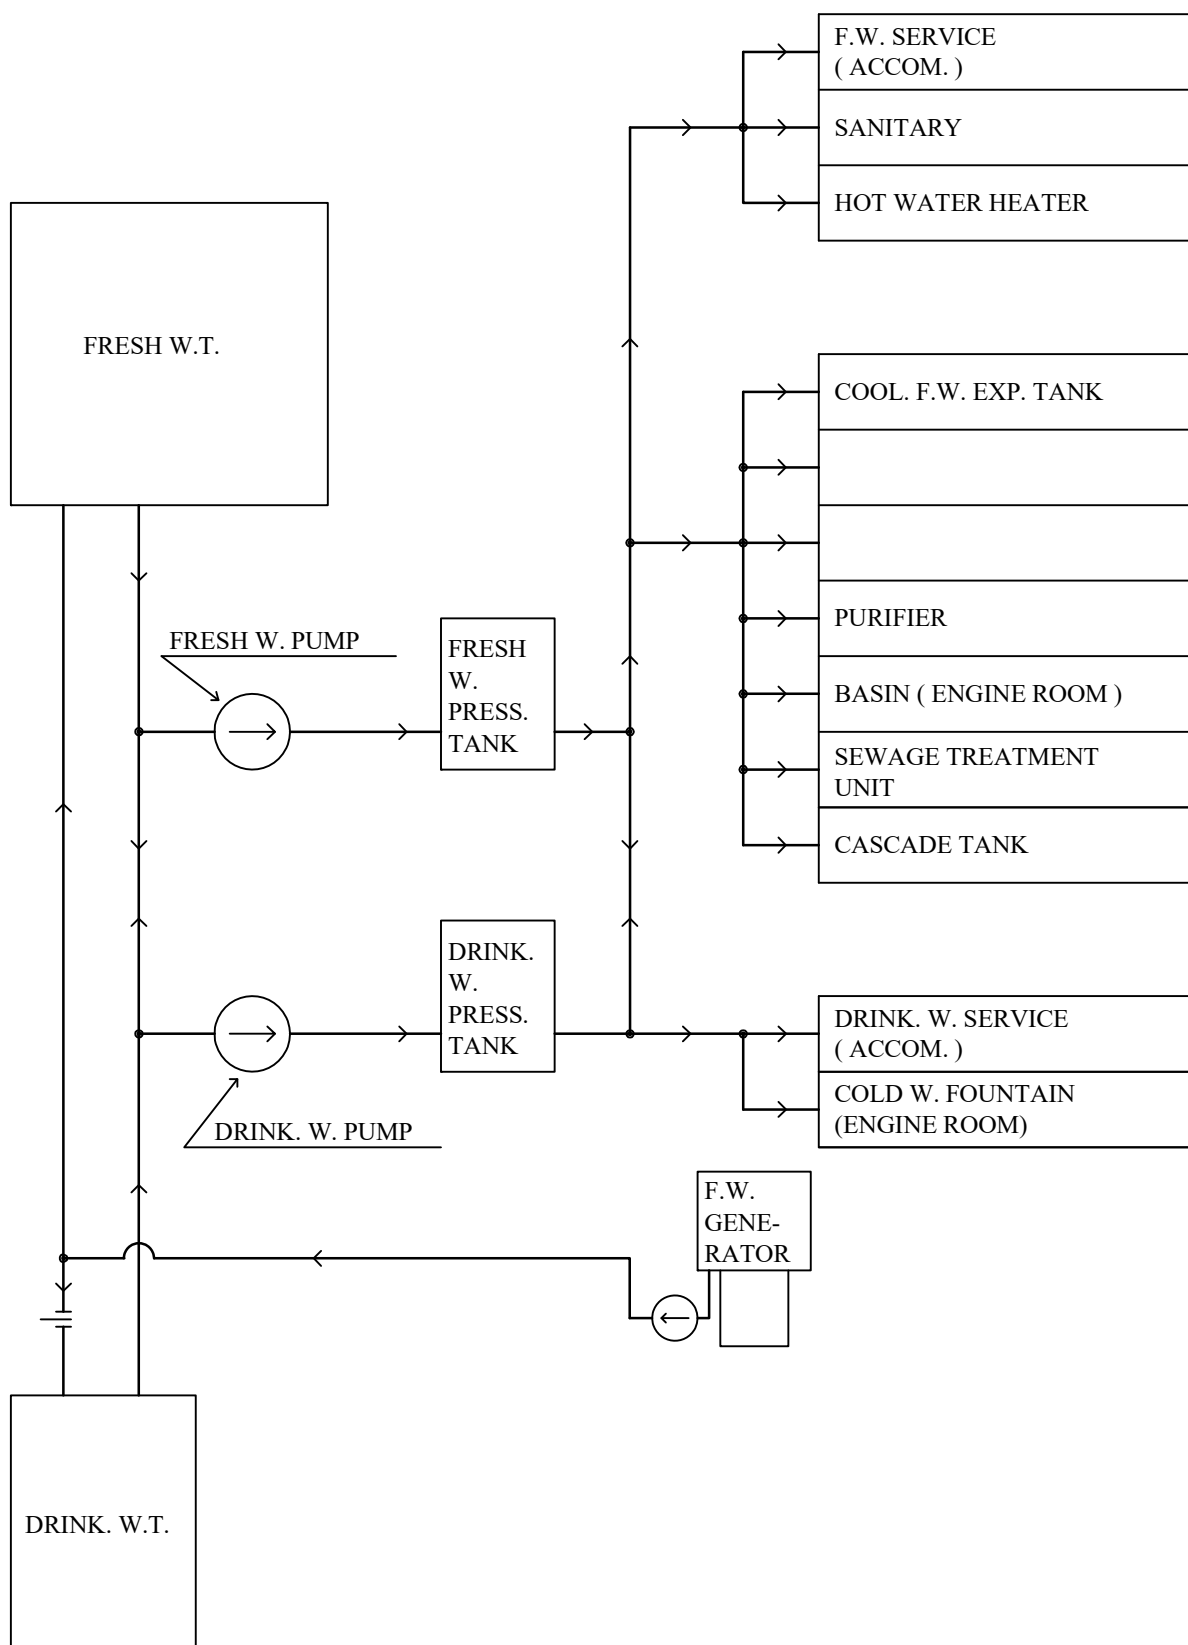 F.W. SERVICE
( ACCOM. )
SANITARY
HOT WATER HEATER
FRESH W.T.
COOL. F.W. EXP. TANK
PURIFIER
BASIN ( ENGINE ROOM )
SEWAGE TREATMENT
UNIT
CASCADE TANK
FRESH W. PUMP
FRESH
W.
PRESS.
TANK
DRINK.
W.
PRESS.
TANK
DRINK. W. PUMP
DRINK. W. SERVICE
( ACCOM. )
COLD W. FOUNTAIN
(ENGINE ROOM)
F.W.
GENE-
RATOR
DRINK. W.T.